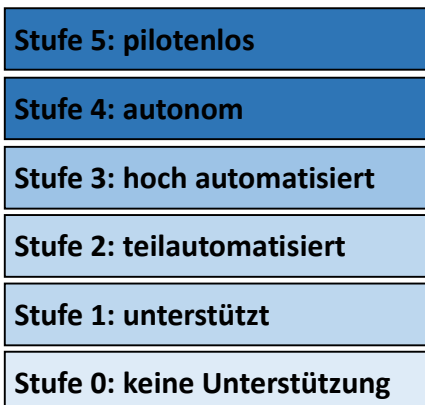 Stufe 5: pilotenlos
Stufe 4: autonom
Stufe 3: hoch automatisiert
Stufe 2: teilautomatisiert
Stufe 1: unterstützt
Stufe 0: keine Unterstützung